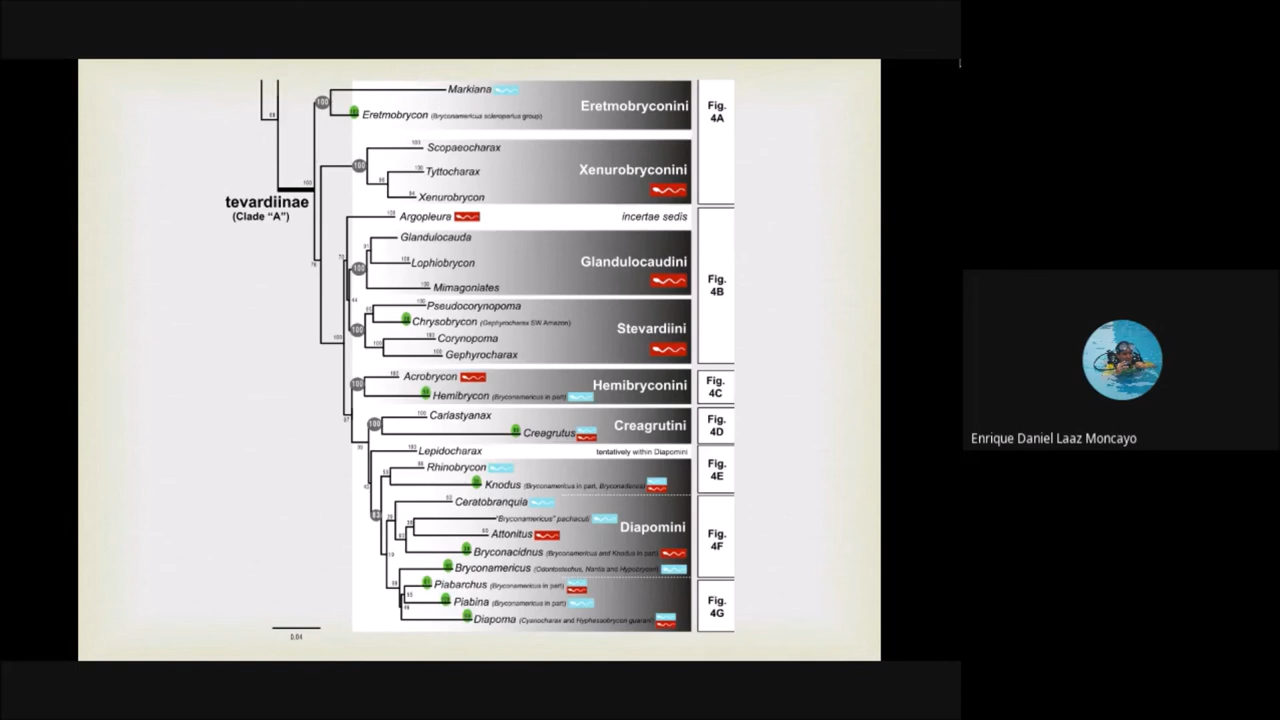 Markiana
Eretmobryconini
Fig.
4A
Eretmobrycon (Bryconamericus scleroparius group)
Scopaeocharax
Xenurobryconini
Tyttocharax
Xenurobrycon
tevardiinae
(Clade "A")
Argopleura
incertae sedis
Glandulocauda
Glandulocaudini
Lophiobrycon
Mimagoniates
Fig.
4B
Pseudocorynopoma
Chrysobrycon (Gephyrocharax SW Amazon)
Stevardiini
Corynopoma
Gephyrocharax
Acrobrycon
Hemibryconini
Fig.
4C
Hemibrycon (Bryconamericus in part)
Carlastyanax
Creagrutini
Fig.
4D
Creagrutus
Lepidocharax
tentatively within Diapomini
Rhinobrycon
Fig.
4E
Knodus (Bryconamericus in part, Bryconadenos)
Ceratobranquia
"Bryconamericus" pachacuti
Diapomini
Attonitus
Fig.
4F
Bryconacidnus (Bryconamericus and Knodus in part)
Bryconamericus (Odontostoechus, Nantis and Hypobrycon)
Piabarchus (Bryconamericus in part)
Piabina (Bryconamericus in part)
Fig.
4G
Diapoma (Cyanocharax and Hyphessobrycon guarani)
0.04
Enrique Daniel Laaz Moncayo